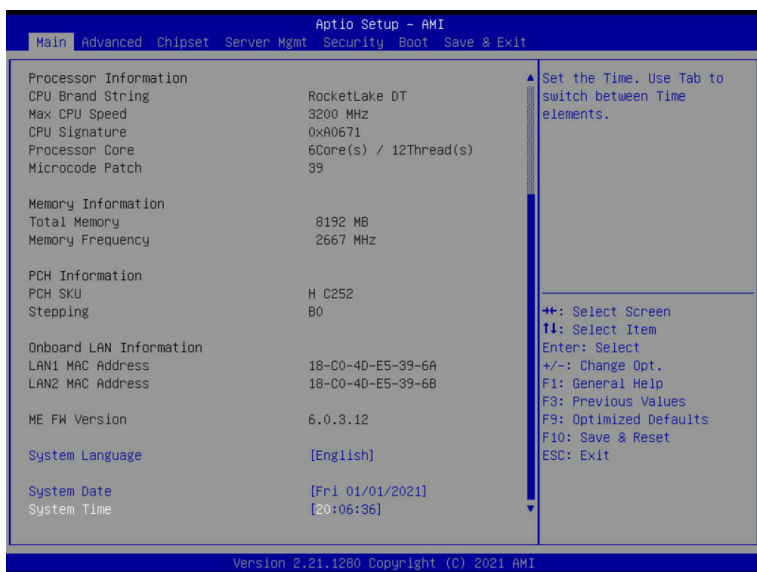 Aptio Setup – AMI
Main Advanced Chipset Server Mgmt Security Boot Save & Exit
Processor Information
CPU Brand String RocketLake DT
Max CPU Speed 3200 MHz
CPU Signature 0xA0671
Processor Core 6Core(s) / 12Thread(s)
Microcode Patch 39
Memory Information
Total Memory 8192 MB
Memory Frequency 2667 MHz
PCH Information
PCH SKU H C252
Stepping B0
Onboard LAN Information
LAN1 MAC Address 18-C0-4D-E5-39-6A
LAN2 MAC Address 18-C0-4D-E5-39-6B
ME FW Version 6.0.3.12
System Language [English]
System Date [Fri 01/01/2021]
System Time [20:06:36]
Set the Time. Use Tab to
switch between Time
elements.
→←: Select Screen
↑↓: Select Item
Enter: Select
+/-: Change Opt.
F1: General Help
F3: Previous Values
F9: Optimized Defaults
F10: Save & Reset
ESC: Exit
Version 2.21.1280 Copyright (C) 2021 AMI